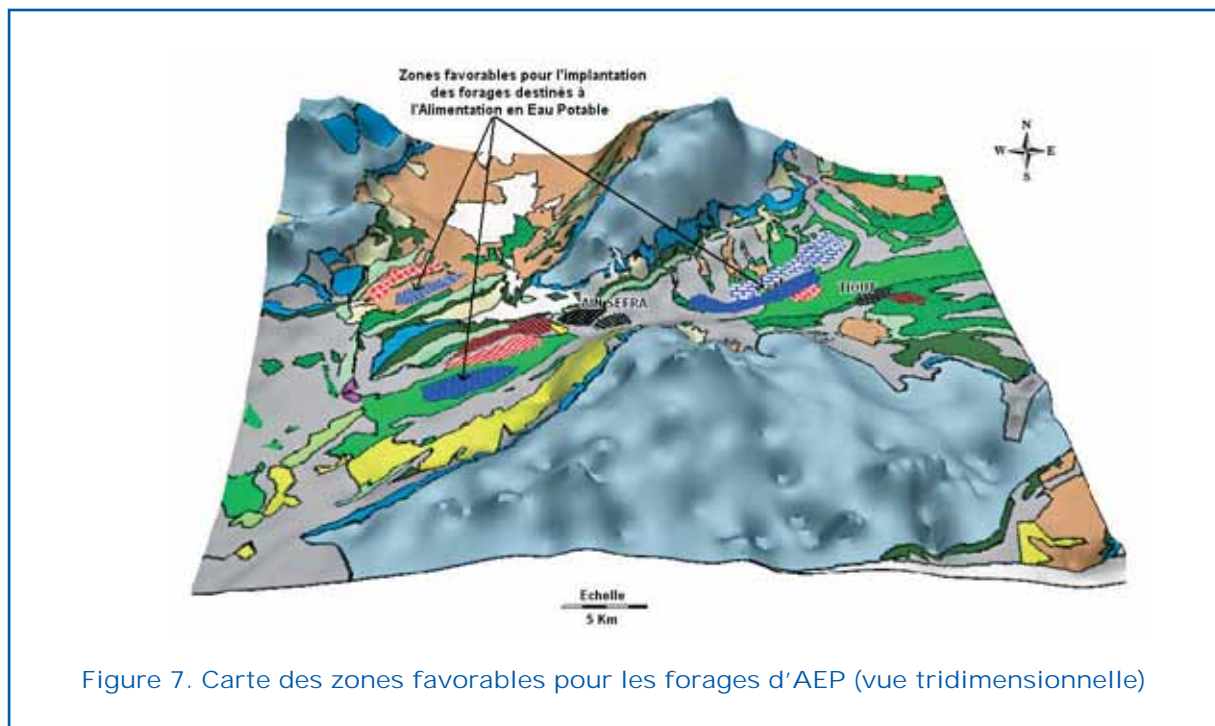 Zones favorables pour l'implantation
des forages destinés à
l'Alimentation en Eau Potable
N
W E
S
AIN SEFRA
TIOUT
Echelle
5 Km
Figure 7. Carte des zones favorables pour les forages d'AEP (vue tridimensionnelle)